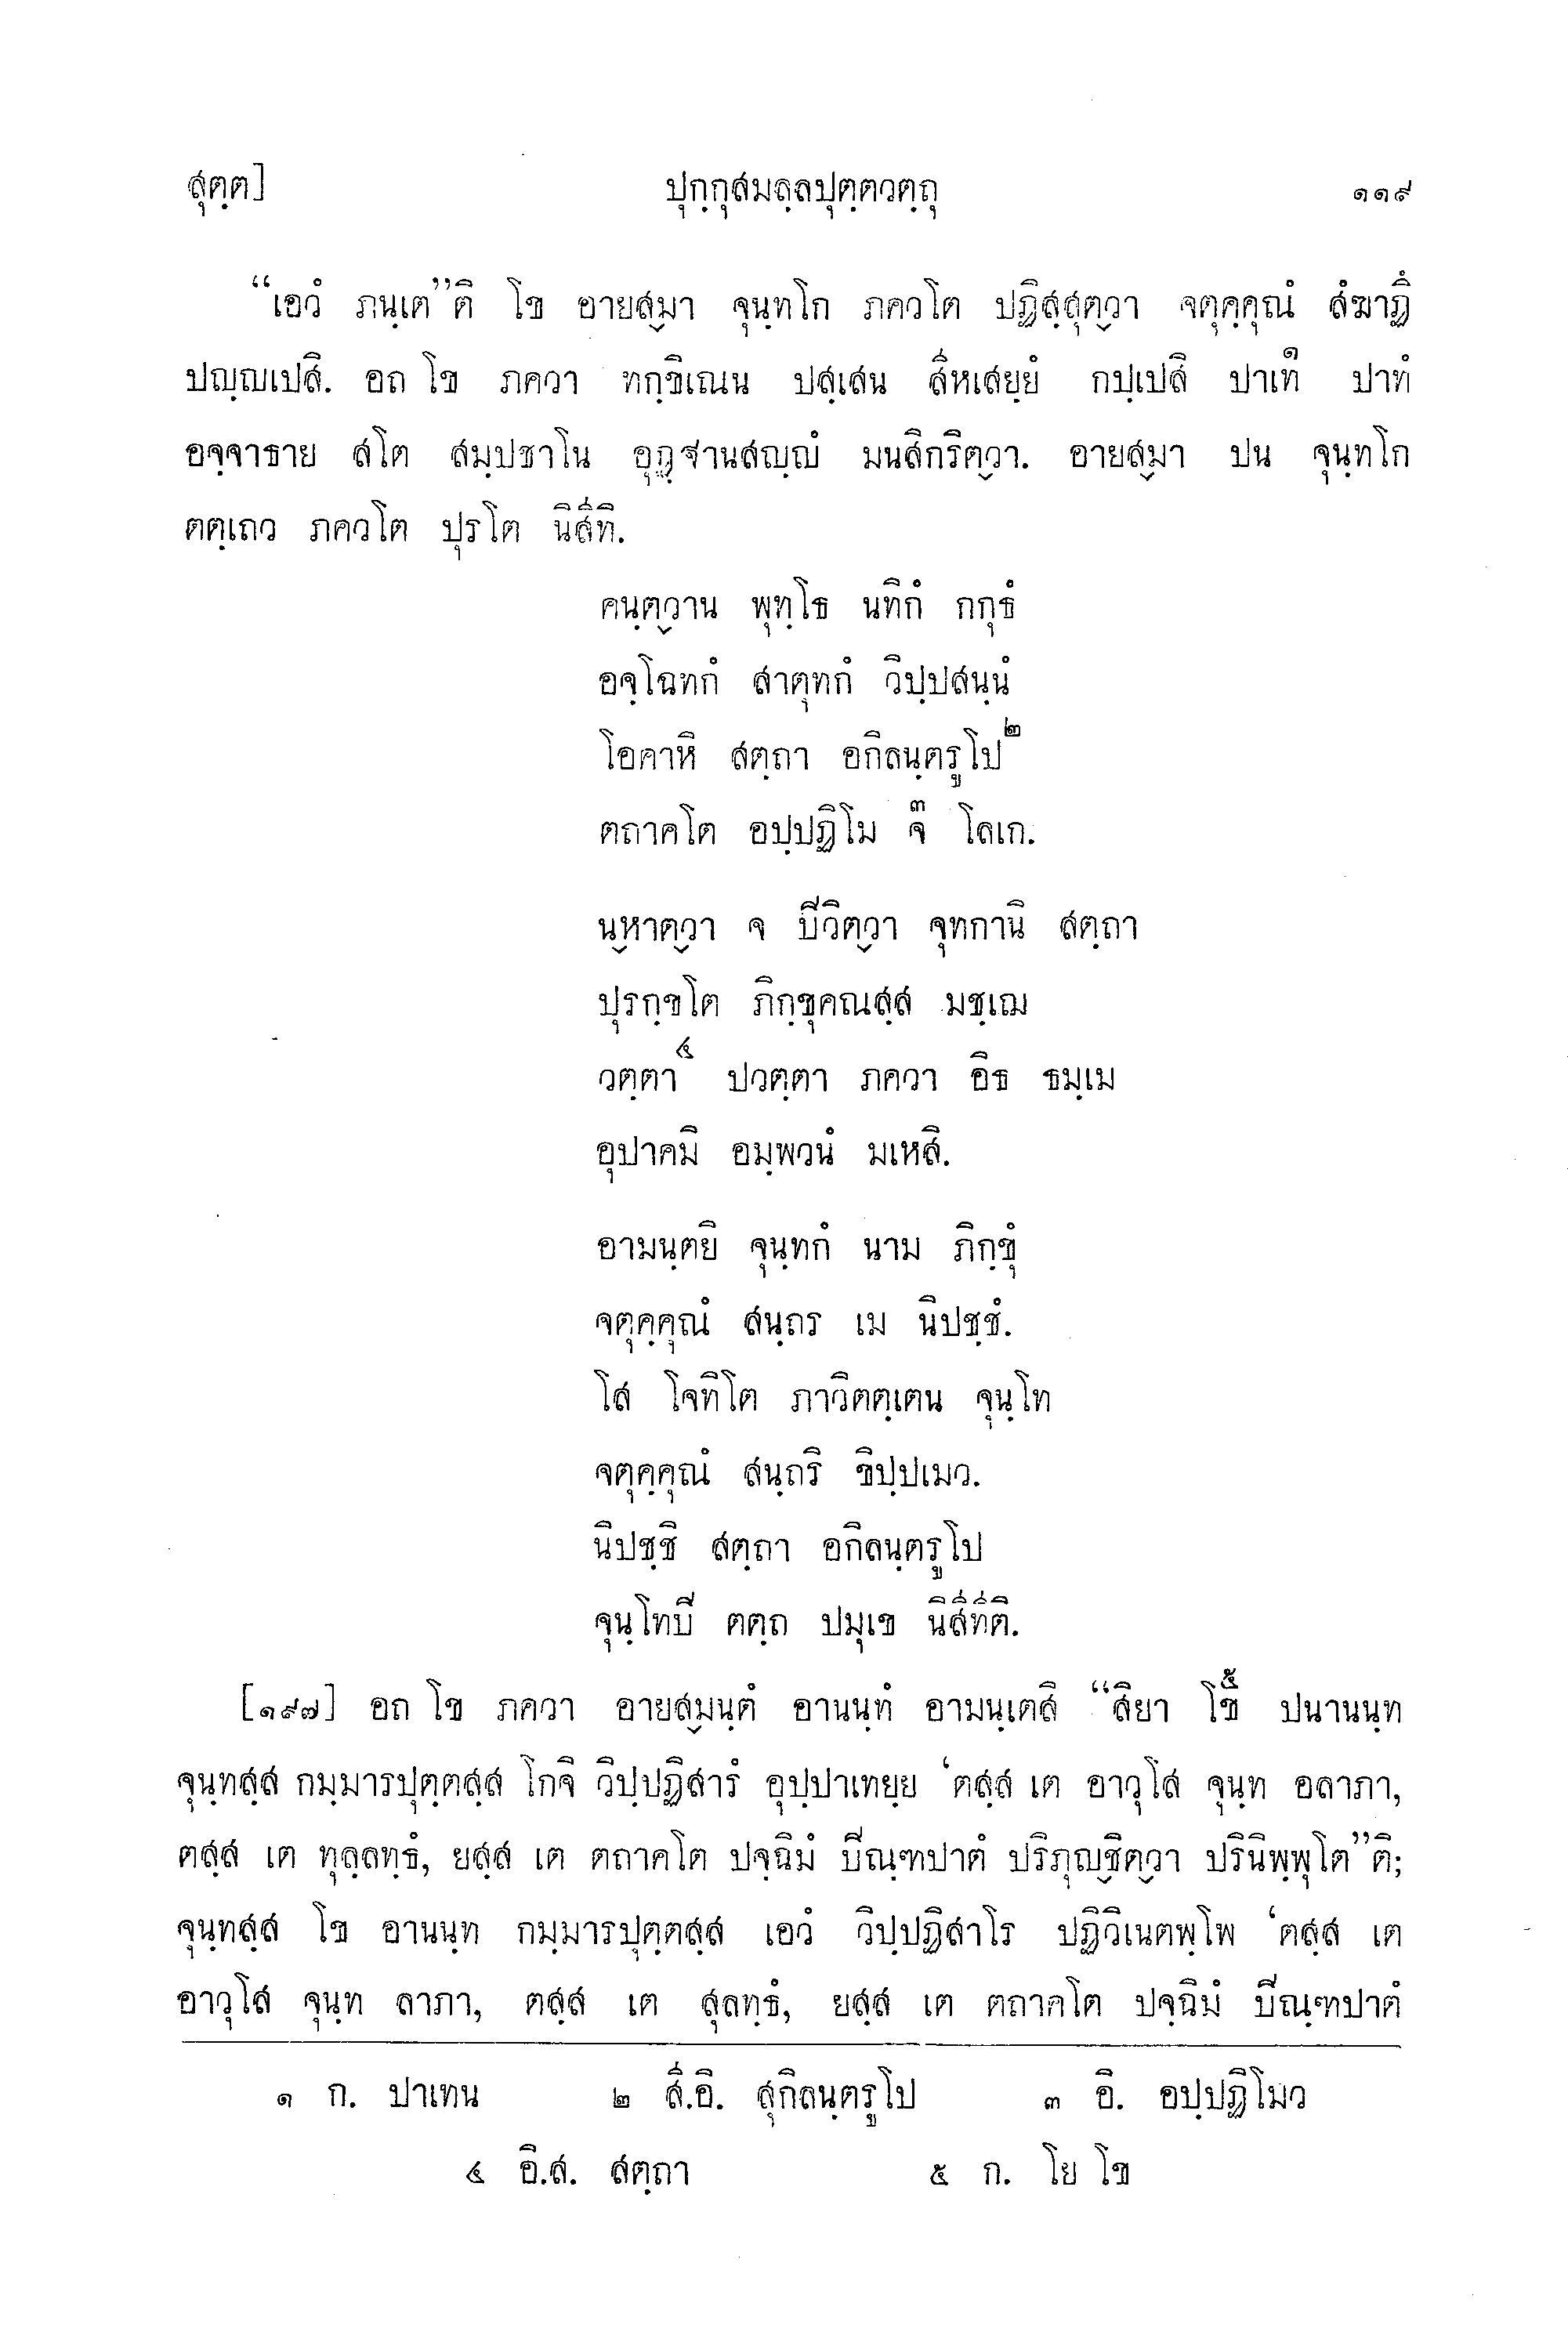 สุตฺต] ปุกฺกุสมลฺลปุตฺตวตฺถุ ๑๑๙
“เอวํ ภนฺเต”ติ โข อายสฺมา จุนฺทโก ภควโต ปฏิสฺสุตฺวา จตุคฺคุณํ สํฆาฏึ
ปญฺญเปสิ. อถ โข ภควา ทกฺขิเณน ปสฺเสน สีหเสยฺยํ กปฺเปสิ ปาเท๑ ปาทํ
อจฺจาธาย สโต สมฺปชาโน อุฏฺฐานสญฺญํ มนสิกริตฺวา. อายสฺมา ปน จุนฺทโก
ตตฺเถว ภควโต ปุรโต นิสีทิ.
คนฺตฺวาน พุทฺโธ นทิกํ กกุธํ
อจฺโฉทกํ สาตุทกํ วิปฺปสนฺนํ
โอคาหิ สตฺถา อกิลนฺตรูโป๒
ตถาคโต อปฺปฏิโม จ๓ โลเก.
นฺหาตฺวา จ ปีวิตฺวา จุทกานิ สตฺถา
ปุรกฺขโต ภิกฺขุคณสฺส มชฺเฌ
วตฺตา๔ ปวตฺตา ภควา อิธ ธมฺเม
อุปาคมิ อมฺพวนํ มเหสิ.
อามนฺตยิ จุนฺทกํ นาม ภิกฺขุํ
จตุคฺคุณํ สนฺถร เม นิปชฺชํ.
โส โจทิโต ภาวิตตฺเตน จุนฺโท
จตุคฺคุณํ สนฺถริ ขิปฺปเมว.
นิปชฺชิ สตฺถา อกิลนฺตรูโป
จุนฺโทปิ ตตฺถ ปมุเข นิสีทีติ.
[๑๙๗] อถ โข ภควา อายสฺมนฺตํ อานนฺทํ อามนฺเตสิ “สิยา โข๕ ปนานนฺท
จุนฺทสฺส กมฺมารปุตฺตสฺส โกจิ วิปฺปฏิสารํ อุปฺปาเทยฺย ‘ตสฺส เต อาวุโส จุนฺท อลาภา,
ตสฺส เต ทุลฺลทฺธํ, ยสฺส เต ตถาคโต ปจฺฉิมํ ปิณฺฑปาตํ ปริภุญฺชิตฺวา ปรินิพฺพุโต”ติ;
จุนฺทสฺส โข อานนฺท กมฺมารปุตฺตสฺส เอวํ วิปฺปฏิสาโร ปฏิวิเนตพฺโพ ‘ตสฺส เต
อาวุโส จุนฺท ลาภา, ตสฺส เต สุลทฺธํ, ยสฺส เต ตถาคโต ปจฺฉิมํ ปิณฺฑปาตํ
๑ ก. ปาเทน ๒ สี.อิ. สุกิลนฺตรูโป ๓ อิ. อปฺปฏิโมว
๔ อิ.ส. สตฺถา ๕ ก. โย โข